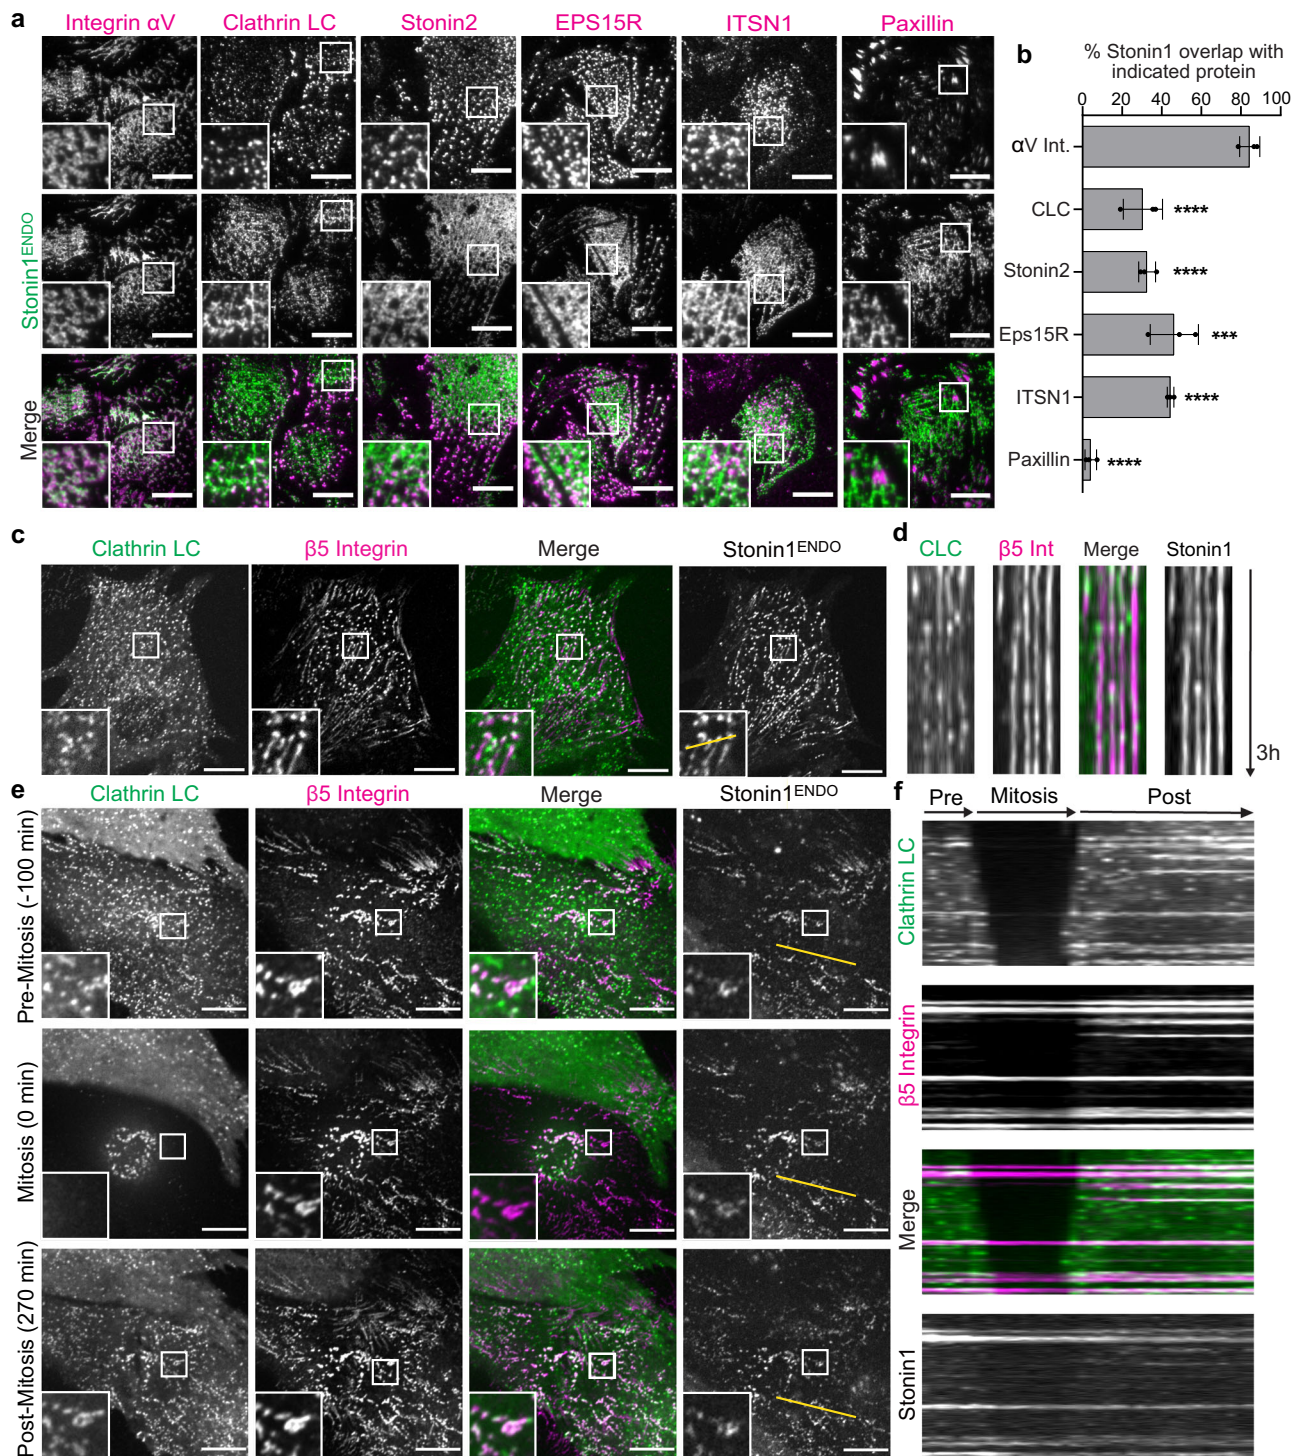 a
Integrin αV
Clathrin LC
Stonin2
EPS15R
ITSN1
Paxillin
Stonin1ENDO
Merge
b
% Stonin1 overlap with
indicated protein
0 20 40 60 80 100
αV Int.
CLC
****
Stonin2
****
Eps15R
***
ITSN1
****
Paxillin
****
c
Clathrin LC
β5 Integrin
Merge
Stonin1ENDO
d
CLC
β5 Int
Merge
Stonin1
3h
e
Clathrin LC
β5 Integrin
Merge
Stonin1ENDO
Pre-Mitosis (-100 min)
Mitosis (0 min)
Post-Mitosis (270 min)
f
Pre
Mitosis
Post
Clathrin LC
β5 Integrin
Merge
Stonin1